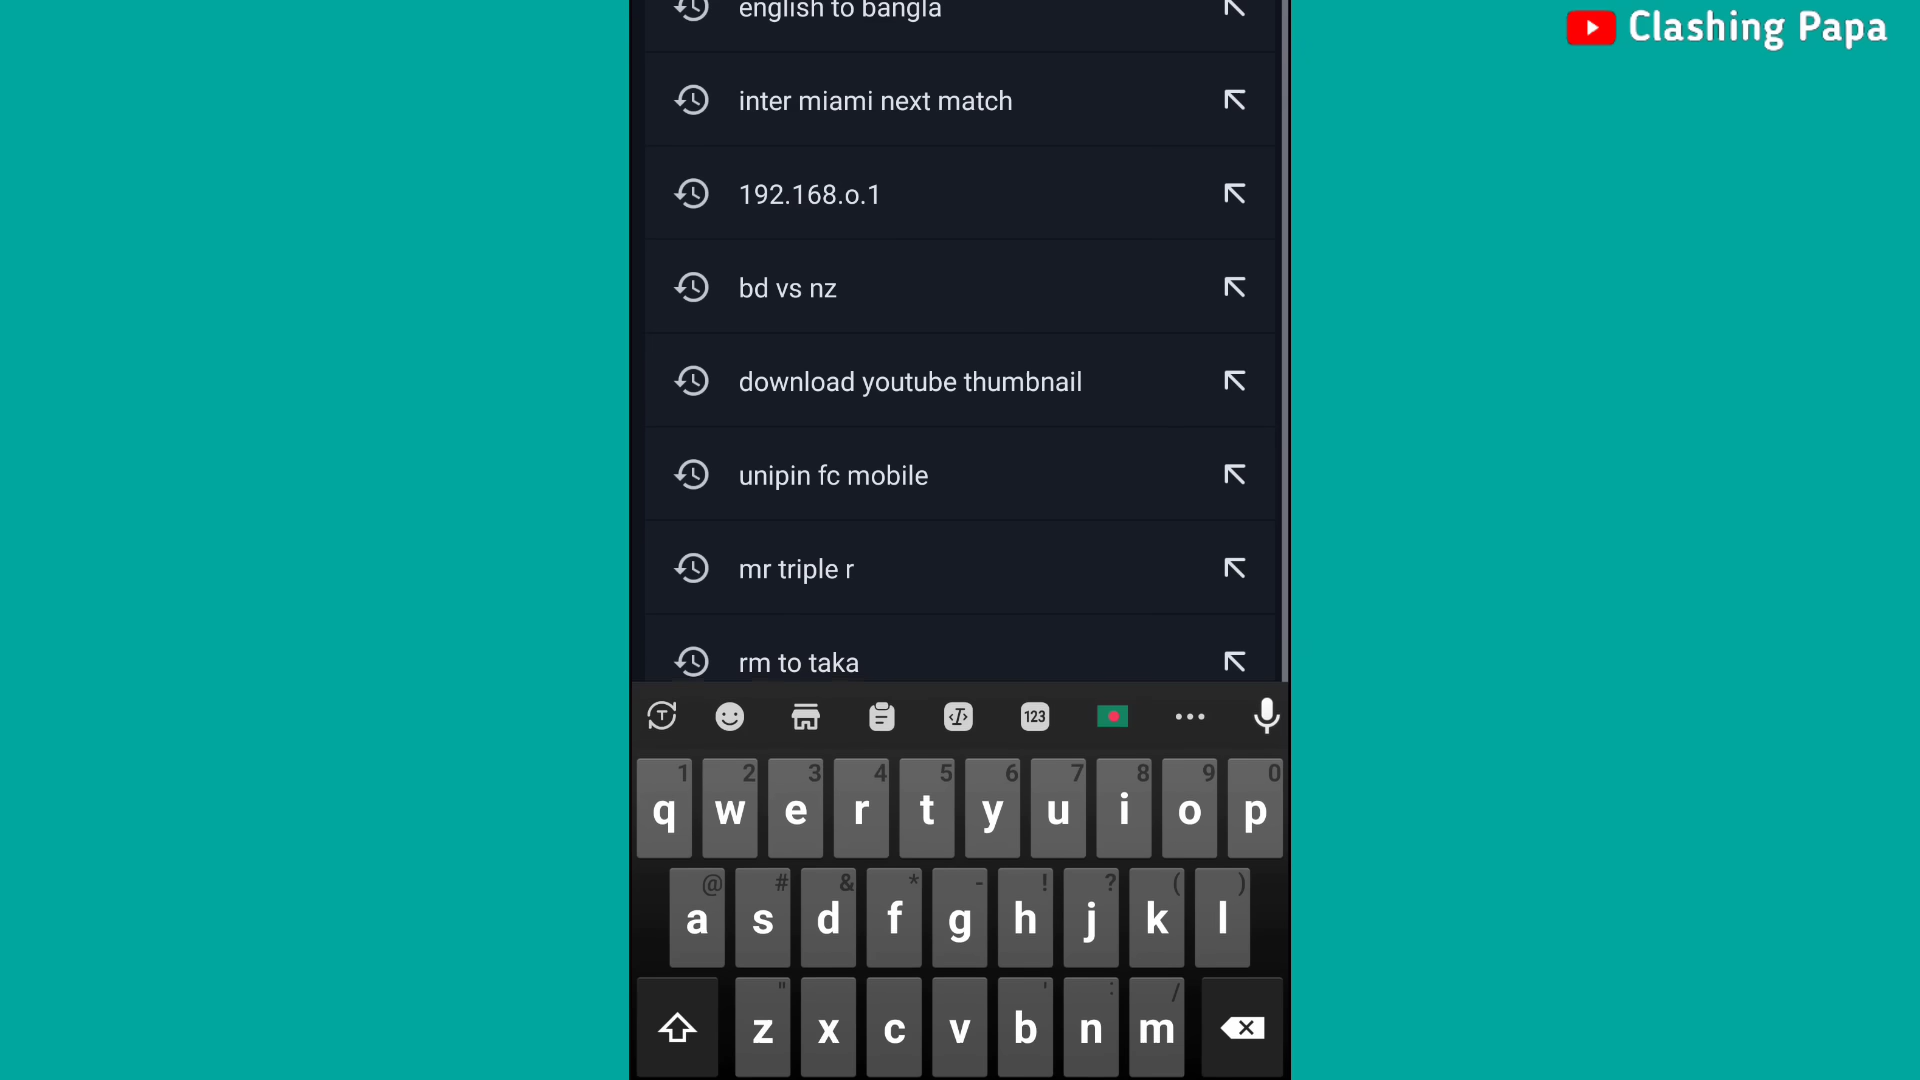 Clashing Papa
english to bangla
inter miami next match
192.168.o.1
bd vs nz
download youtube thumbnail
unipin fc mobile
mr triple r
rm to taka
T 123
1 2 3 4 5 6 7 8 9 0
q w e r t y u i o p
@ # & * - ! ? ( )
a s d f g h j k l
" ' : /
z x c v b n m